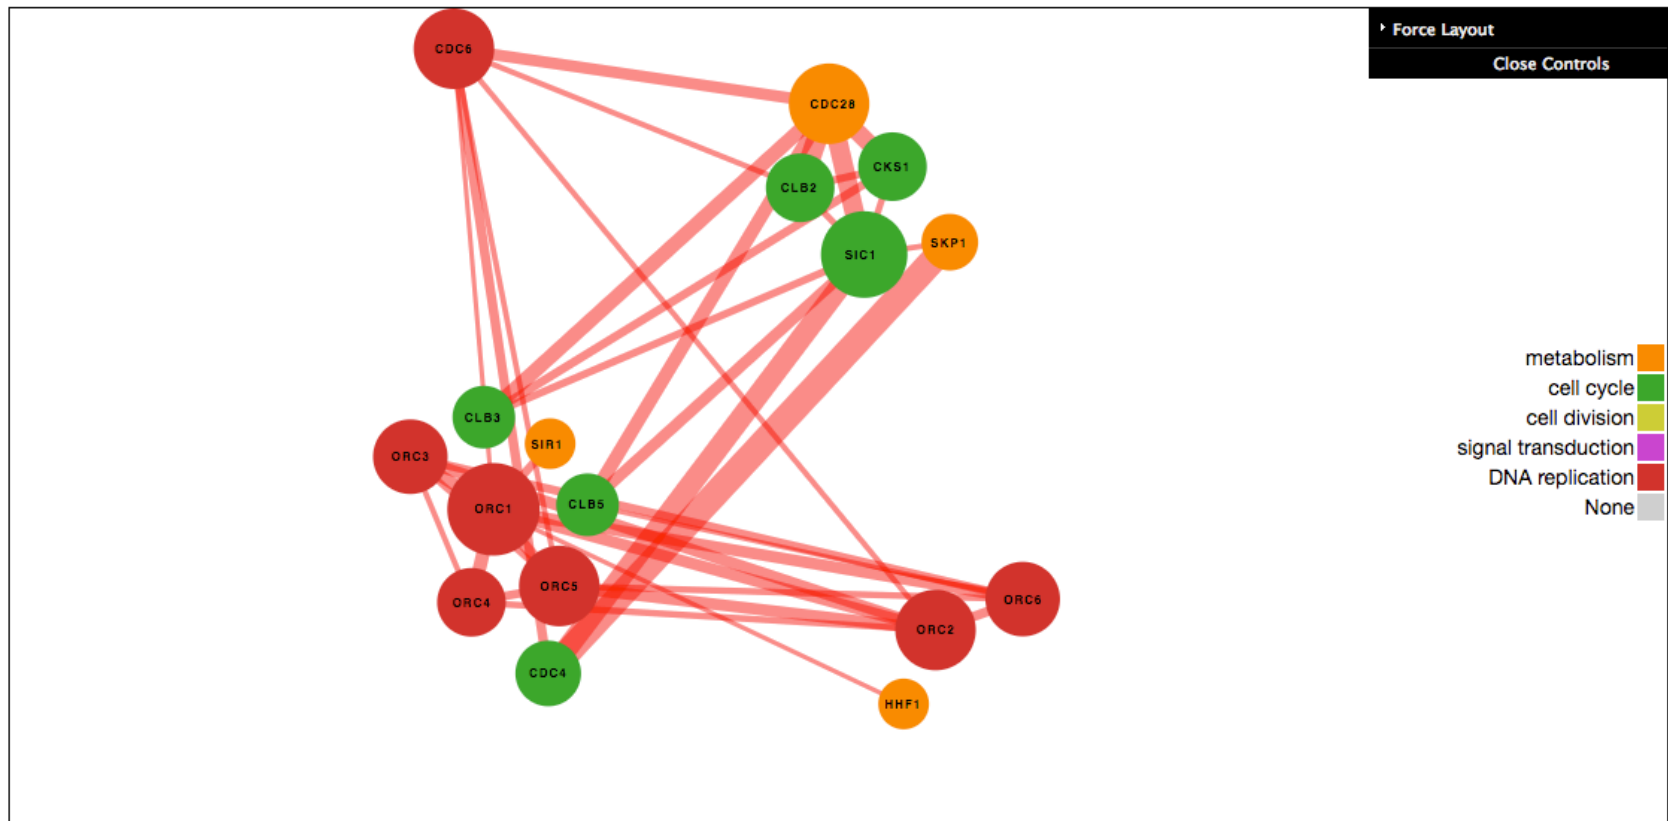 CDC6
Force Layout
Close Controls
CDC28
CKS1
CLB2
SKP1
SIC1
metabolism
cell cycle
cell division
signal transduction
DNA replication
None
CLB3
SIR1
ORC3
CLB5
ORC1
ORC5
ORC4
ORC6
ORC2
CDC4
HHF1